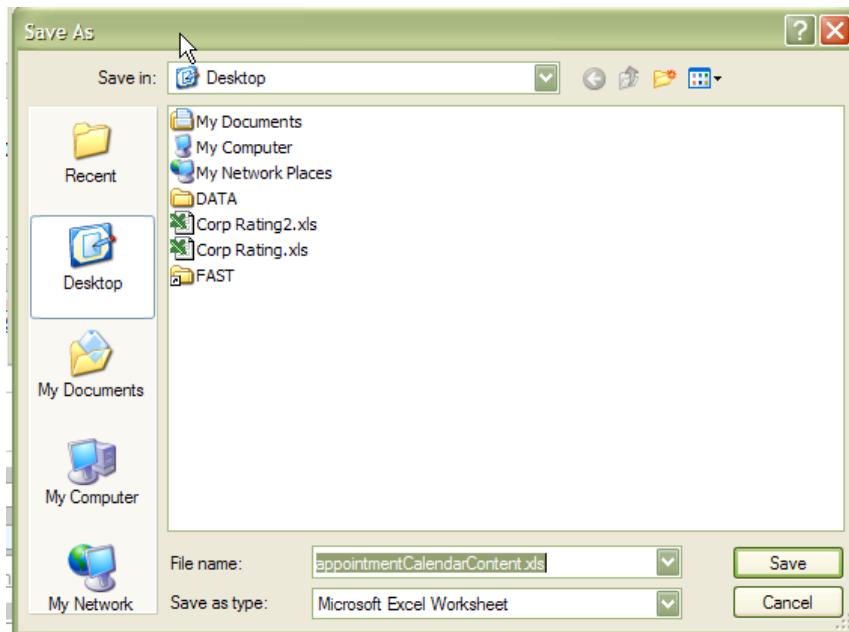 Save As
Save in: Desktop
My Documents
My Computer
My Network Places
DATA
Corp Rating2.xls
Corp Rating.xls
FAST
Recent
Desktop
My Documents
My Computer
My Network
File name: appointmentCalendarContent.xls Save
Save as type: Microsoft Excel Worksheet Cancel